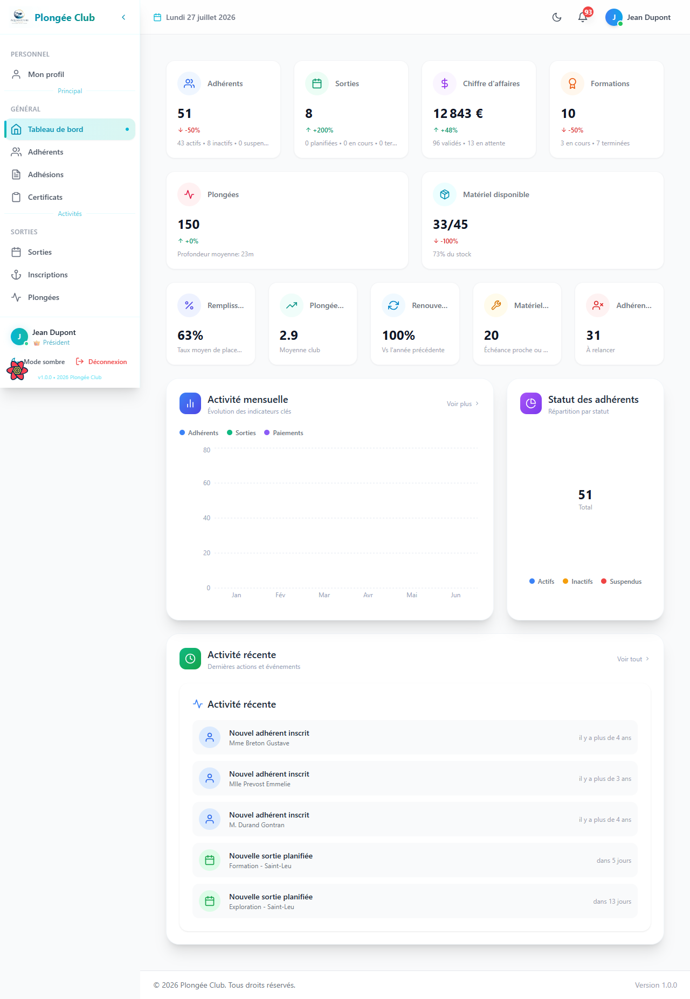 Plongée Club
Lundi 27 juillet 2026
93
J
Jean Dupont
PERSONNEL
Mon profil
Principal
GÉNÉRAL
Tableau de bord
Adhérents
Adhésions
Certificats
Activités
SORTIES
Sorties
Inscriptions
Plongées
J
Jean Dupont
Président
Mode sombre
Déconnexion
v1.0.0 • 2026 Plongée Club
Adhérents
51
-50%
43 actifs • 8 inactifs • 0 suspen...
Sorties
8
+200%
0 planifiées • 0 en cours • 0 ter...
Chiffre d'affaires
12 843 €
+48%
96 validés • 13 en attente
Formations
10
-50%
3 en cours • 7 terminées
Plongées
150
+0%
Profondeur moyenne: 23m
Matériel disponible
33/45
-100%
73% du stock
Rempliss...
63%
Taux moyen de place...
Plongée...
2.9
Moyenne club
Renouve...
100%
Vs l'année précédente
Matériel...
20
Échéance proche ou ...
Adhéren...
31
À relancer
Activité mensuelle
Évolution des indicateurs clés
Voir plus
Adhérents Sorties Paiements
80
60
40
20
0
Jan Fév Mar Avr Mai Jun
Statut des adhérents
Répartition par statut
51
Total
Actifs Inactifs Suspendus
Activité récente
Dernières actions et événements
Voir tout
Activité récente
Nouvel adhérent inscrit
Mme Breton Gustave
il y a plus de 4 ans
Nouvel adhérent inscrit
Mlle Prevost Emmelie
il y a plus de 3 ans
Nouvel adhérent inscrit
M. Durand Gontran
il y a plus de 4 ans
Nouvelle sortie planifiée
Formation - Saint-Leu
dans 5 jours
Nouvelle sortie planifiée
Exploration - Saint-Leu
dans 13 jours
© 2026 Plongée Club. Tous droits réservés.
Version 1.0.0